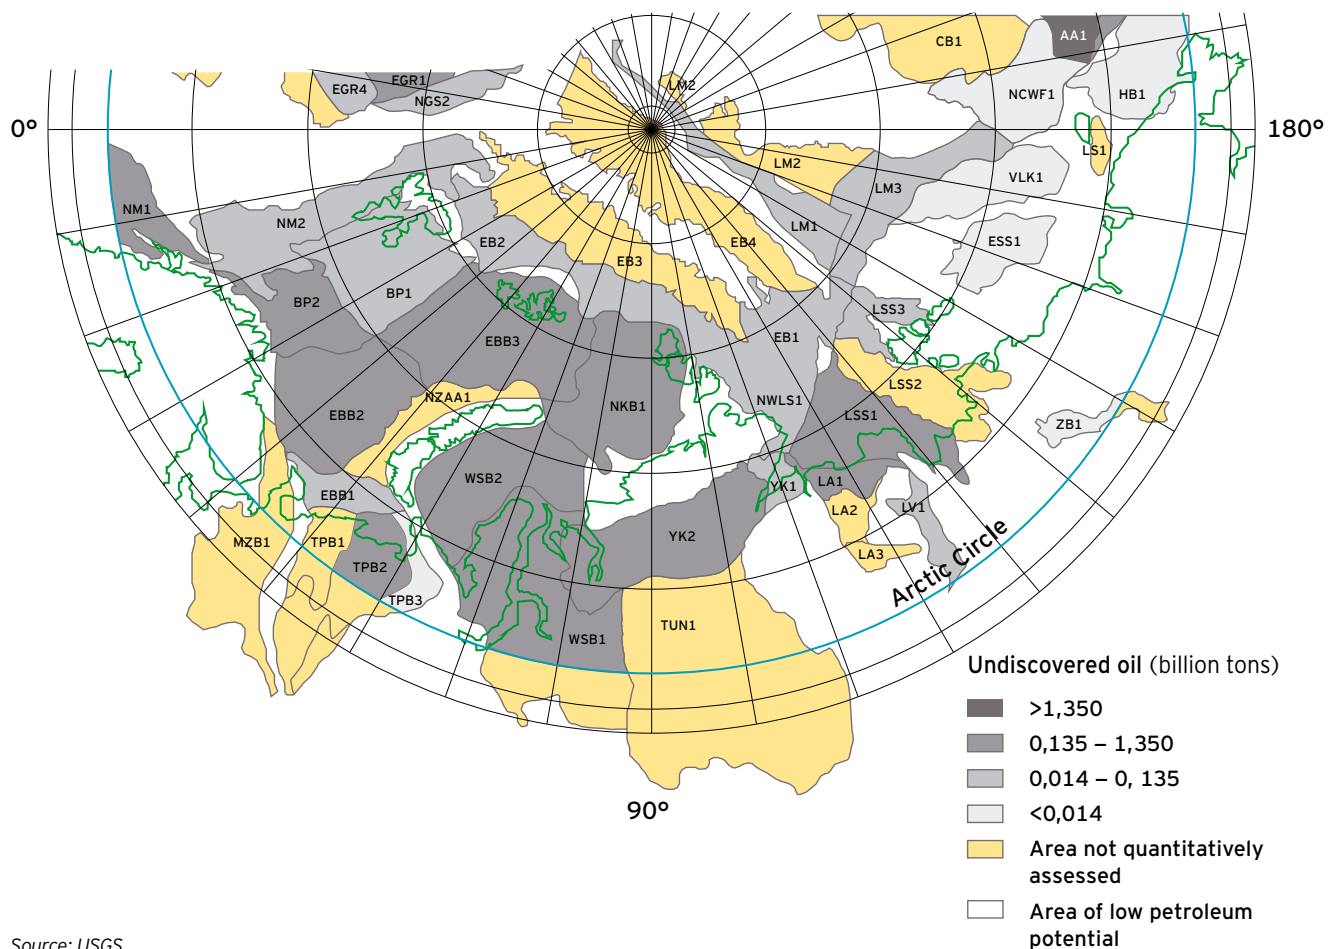 CB1
AA1
LM2
EGR4
EGR1
NGS2
NCWF1
HB1
0°
180°
LS1
LM2
VLK1
LM3
NM1
NM2
LM1
EB2
EB4
ESS1
EB3
BP2
BP1
LSS3
EBB3
EB1
LSS2
NZAA1
NWLS1
NKB1
EBB2
LSS1
ZB1
WSB2
YK1
LA1
EBB1
LA2
LV1
MZB1
TPB1
YK2
LA3
TPB2
Arctic Circle
TPB3
WSB1
TUN1
90°
Undiscovered oil (billion tons)
>1,350
0,135 – 1,350
0,014 – 0, 135
<0,014
Area not quantitatively
assessed
Area of low petroleum
potential
Source: USGS